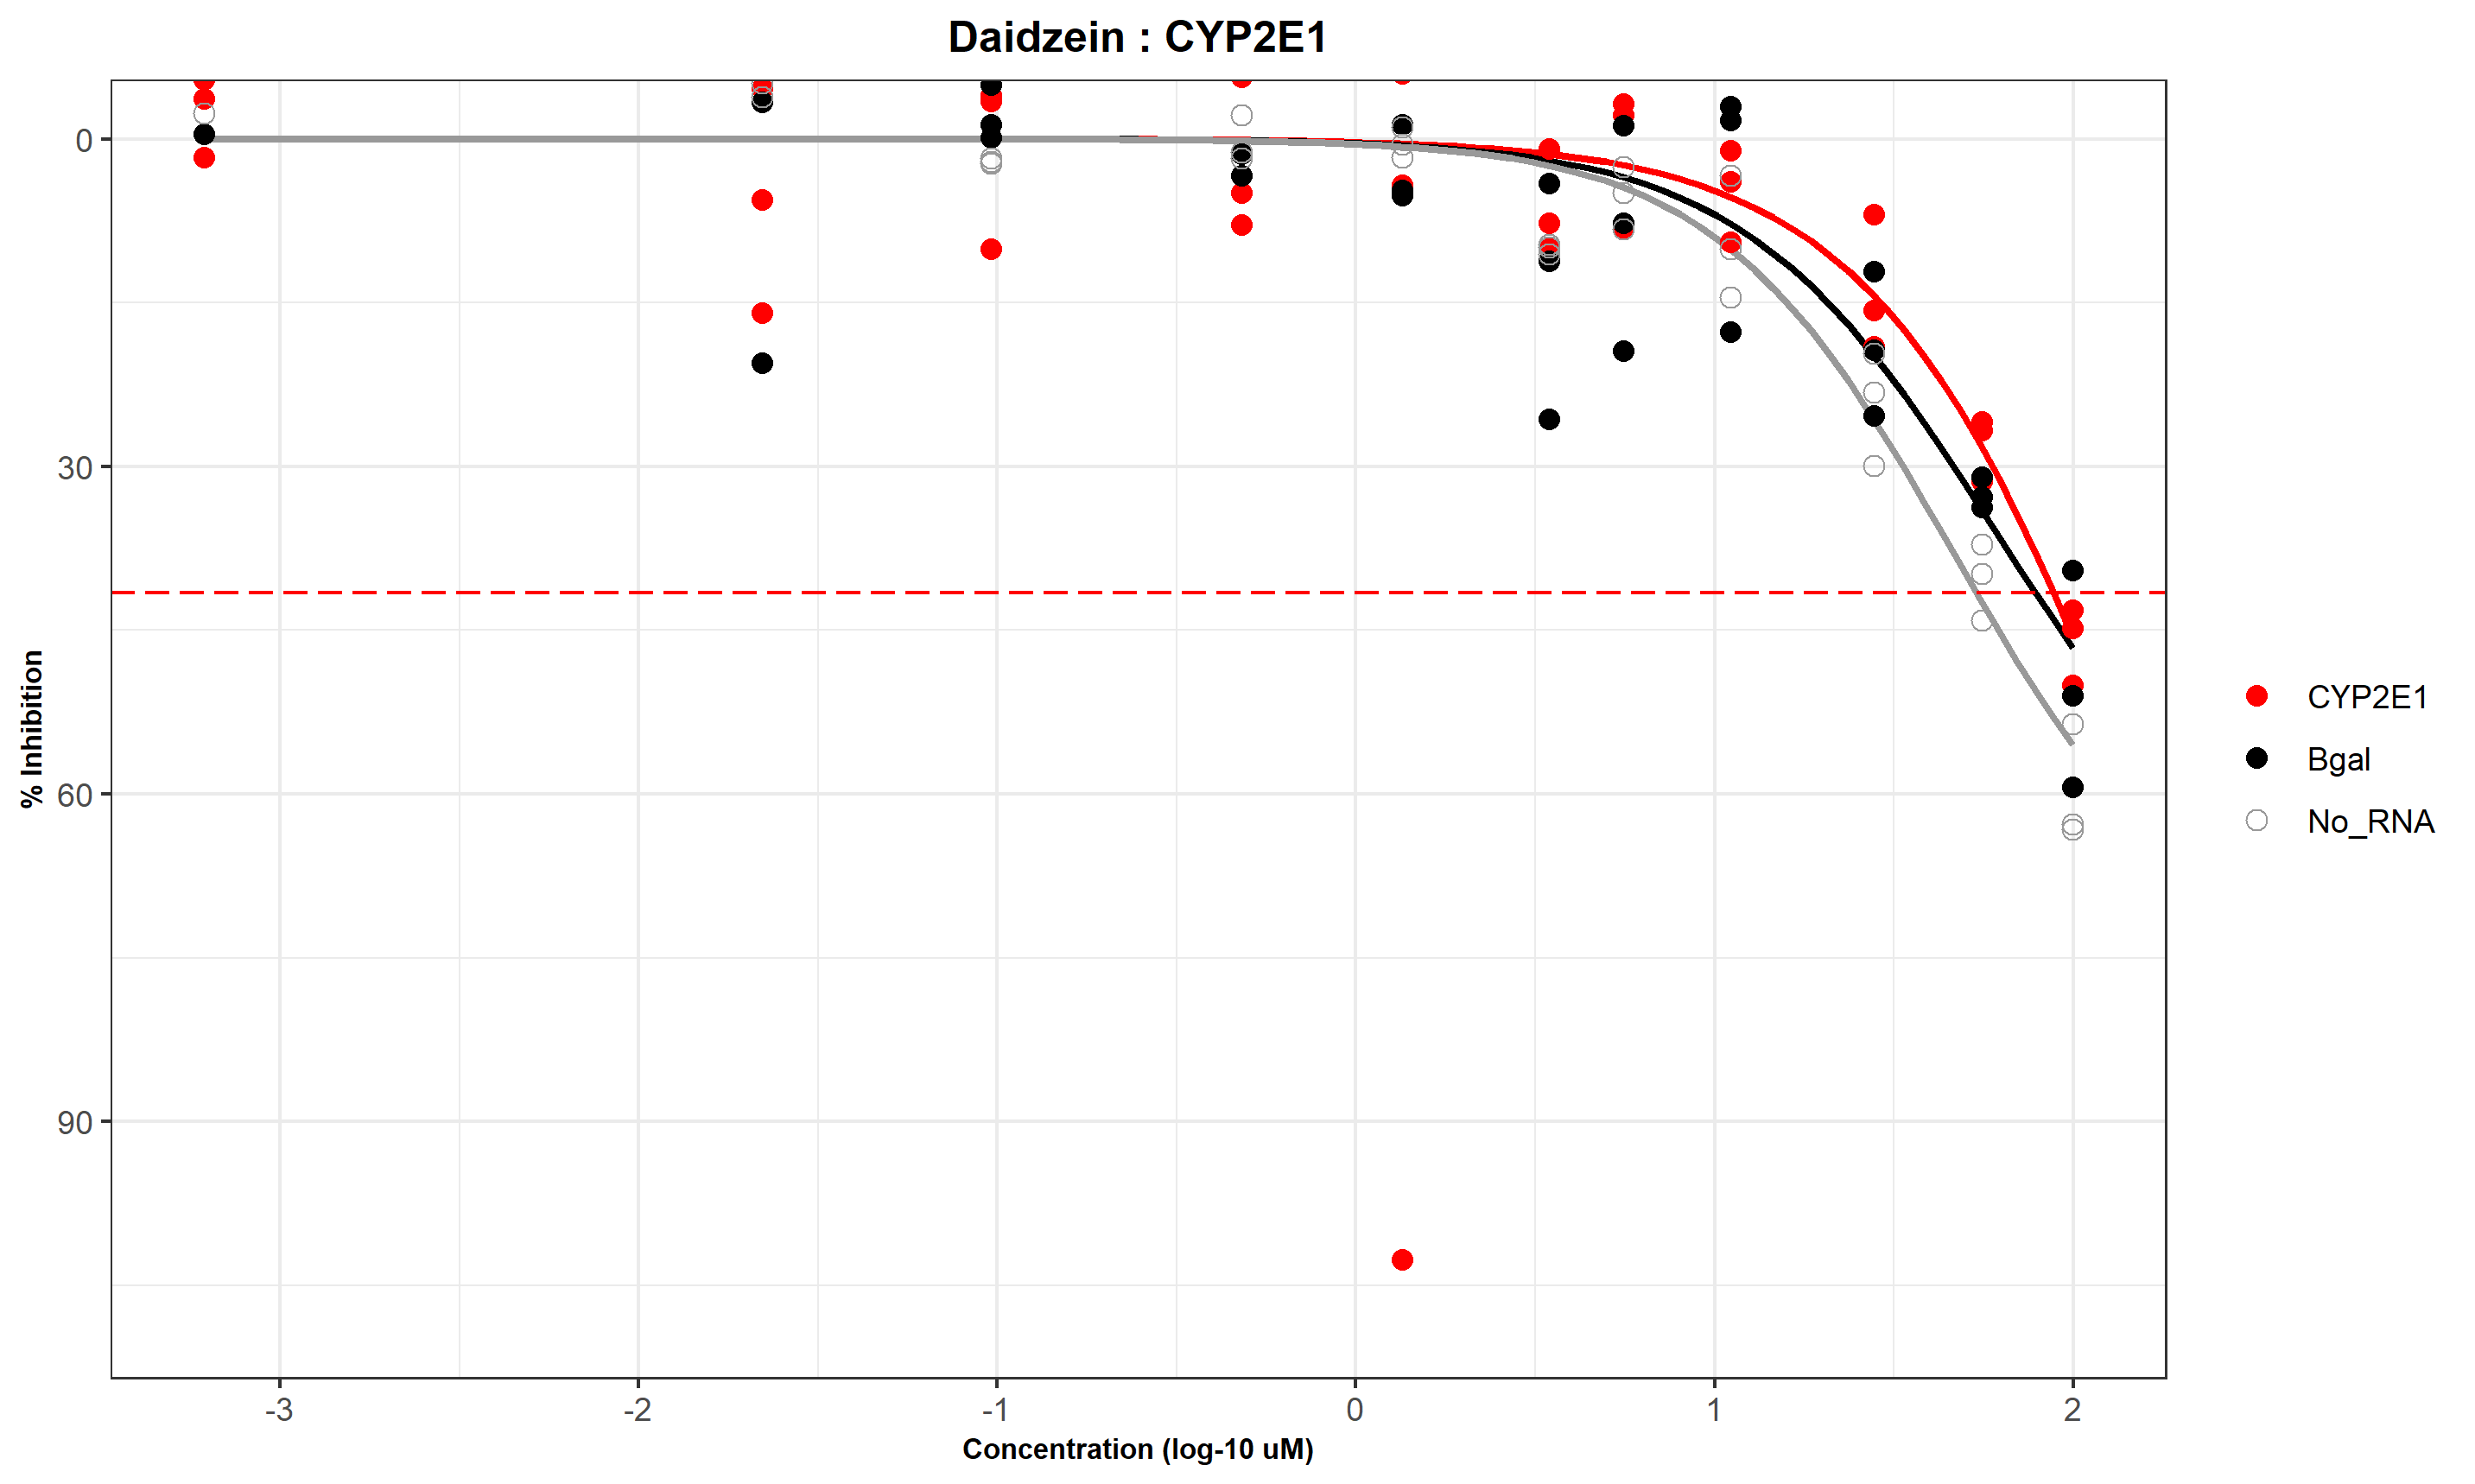 Daidzein : CYP2E1
% Inhibition
0
30
60
90
-3
-2
-1
0
1
2
Concentration (log-10 uM)
CYP2E1
Bgal
No_RNA